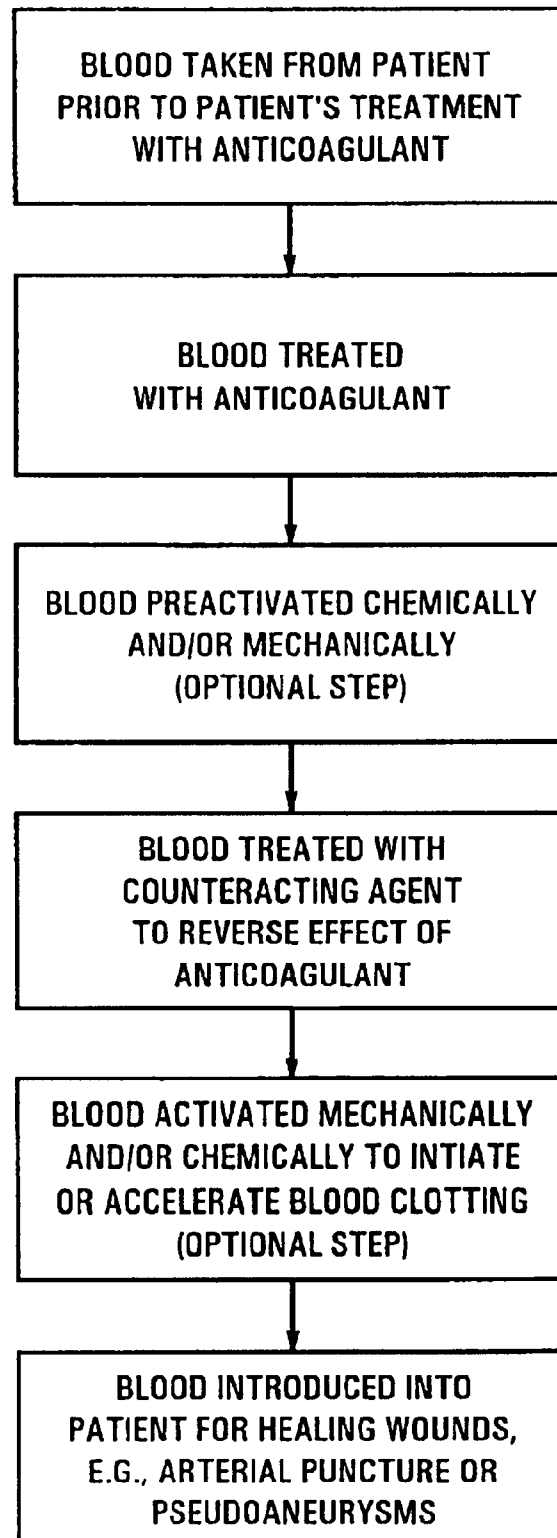 BLOOD TAKEN FROM PATIENT
PRIOR TO PATIENT'S TREATMENT
WITH ANTICOAGULANT
BLOOD TREATED
WITH ANTICOAGULANT
BLOOD PREACTIVATED CHEMICALLY
AND/OR MECHANICALLY
(OPTIONAL STEP)
BLOOD TREATED WITH
COUNTERACTING AGENT
TO REVERSE EFFECT OF
ANTICOAGULANT
BLOOD ACTIVATED MECHANICALLY
AND/OR CHEMICALLY TO INTIATE
OR ACCELERATE BLOOD CLOTTING
(OPTIONAL STEP)
BLOOD INTRODUCED INTO
PATIENT FOR HEALING WOUNDS,
E.G., ARTERIAL PUNCTURE OR
PSEUDOANEURYSMS